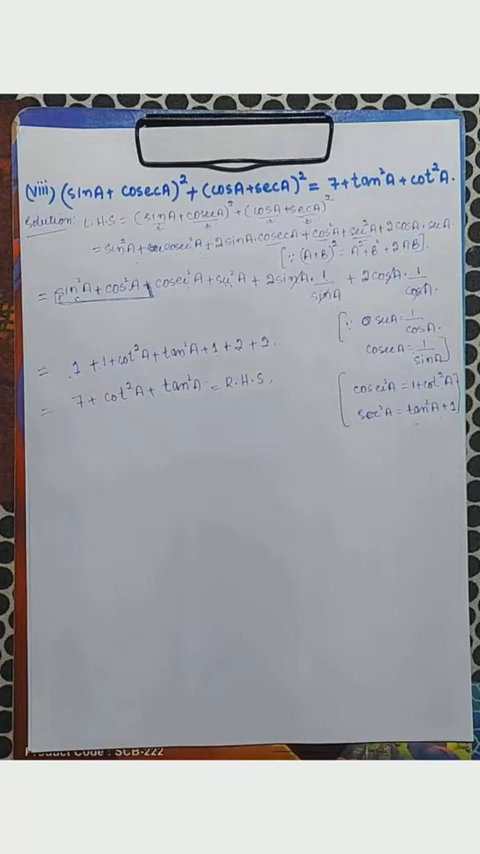 (viii) (sinA + cosecA)² + (cosA + secA)² = 7 + tan²A + cot²A.
Solution: L.H.S = (sinA + cosecA)² + (cosA + secA)²
a b a b
= sin²A + cosec²A + 2sinA.cosecA + cos²A + sec²A + 2cosA.secA
[∵ (A+B)² = A² + B² + 2AB].
= sin²A + cos²A + cosec²A + sec²A + 2sinA.1/sinA + 2cosA.1/cosA.
[∵ secA = 1/cosA.
cosecA = 1/sinA]
= 1 + 1 + cot²A + tan²A + 1 + 2 + 2.
[cosec²A = 1 + cot²A
sec²A = tan²A + 1]
= 7 + cot²A + tan²A = R.H.S.
Product Code : SCB-222